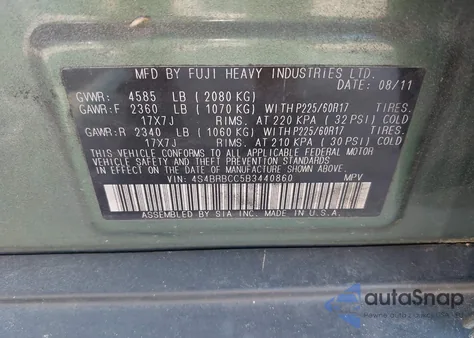 MFD BY FUJI HEAVY INDUSTRIES LTD.
DATE: 08/11
GVWR: 4585 LB ( 2080 KG)
GAWR:F 2360 LB ( 1070 KG) WITH P225/60R17 TIRES.
17X7J RIMS. AT 220 KPA ( 32 PSI) COLD
GAWR:R 2340 LB ( 1060 KG) WITH P225/60R17 TIRES.
17X7J RIMS. AT 210 KPA ( 30 PSI) COLD
THIS VEHICLE CONFORMS TO ALL APPLICABLE FEDERAL MOTOR
VEHICLE SAFETY AND THEFT PREVENTION STANDARDS
IN EFFECT ON THE DATE OF MANUFACTURE SHOWN ABOVE.
VIN: 4S4BRBCC5B3440860 MPV
ASSEMBLED BY SIA INC. MADE IN U.S.A.
autoSnap